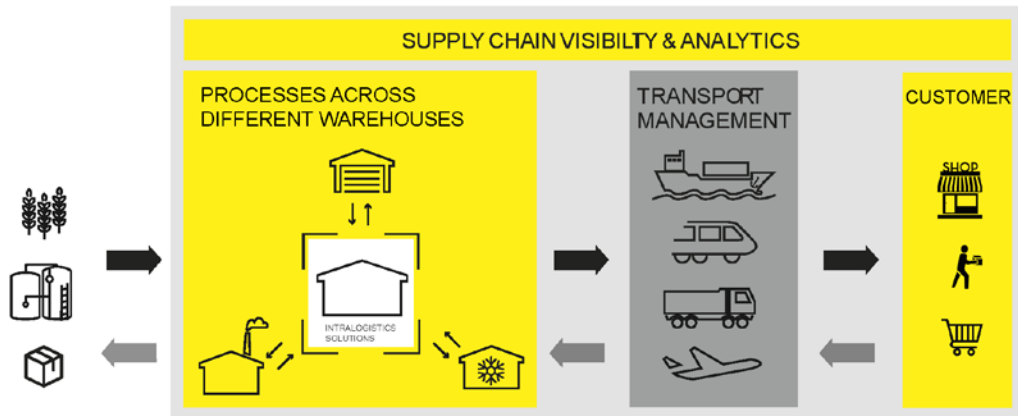 SUPPLY CHAIN VISIBILTY & ANALYTICS
PROCESSES ACROSS
DIFFERENT WAREHOUSES
INTRALOGISTICS
SOLUTIONS
TRANSPORT
MANAGEMENT
CUSTOMER
SHOP